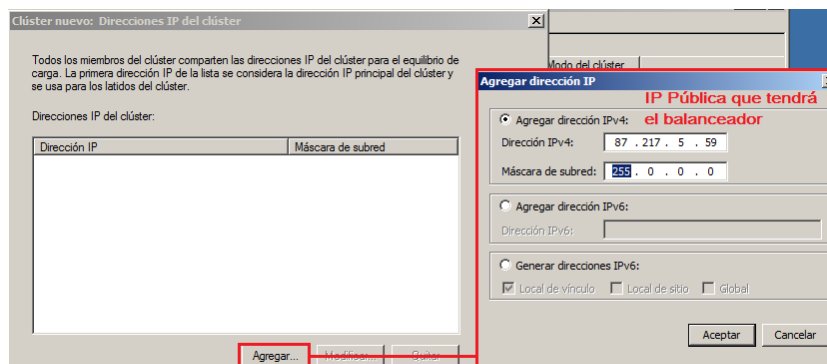 Clúster nuevo: Direcciones IP del clúster
Todos los miembros del clúster comparten las direcciones IP del clúster para el equilibrio de
carga. La primera dirección IP de la lista se considera la dirección IP principal del clúster y
se usa para los latidos del clúster.
Direcciones IP del clúster:
Dirección IP
Máscara de subred
Agregar...
Modificar...
Quitar
Modo del clúster
Agregar dirección IP
IP Pública que tendrá
el balanceador
Agregar dirección IPv4:
Dirección IPv4: 87 . 217 . 5 . 59
Máscara de subred: 255 . 0 . 0 . 0
Agregar dirección IPv6:
Dirección IPv6:
Generar direcciones IPv6:
Local de vínculo Local de sitio Global
Aceptar
Cancelar